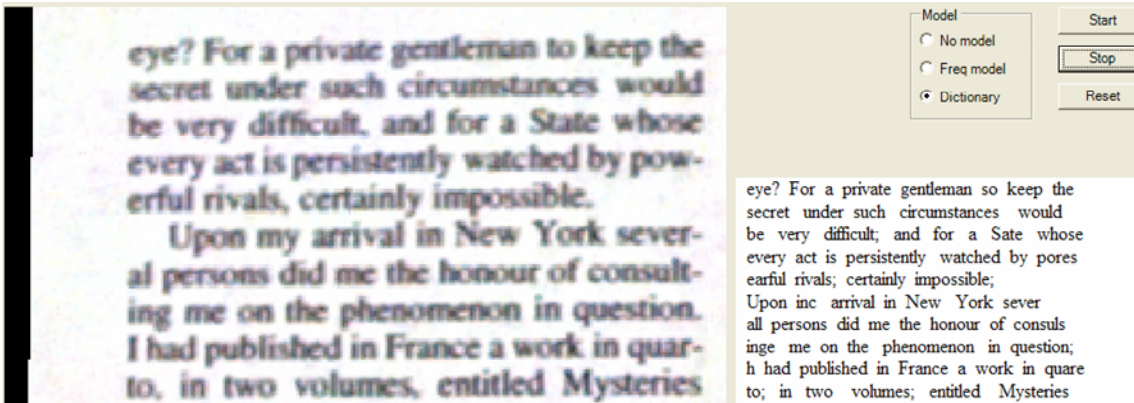 eye? For a private gentleman to keep the
secret under such circumstances would
be very difficult, and for a State whose
every act is persistently watched by pow-
erful rivals, certainly impossible.
Upon my arrival in New York sever-
al persons did me the honour of consult-
ing me on the phenomenon in question.
I had published in France a work in quar-
to, in two volumes, entitled Mysteries
Model
No model
Freq model
Dictionary
Start
Stop
Reset
eye? For a private gentleman so keep the
secret under such circumstances would
be very difficult; and for a Sate whose
every act is persistently watched by pores
earful rivals; certainly impossible;
Upon inc arrival in New York sever
all persons did me the honour of consuls
inge me on the phenomenon in question;
h had published in France a work in quare
to; in two volumes; entitled Mysteries